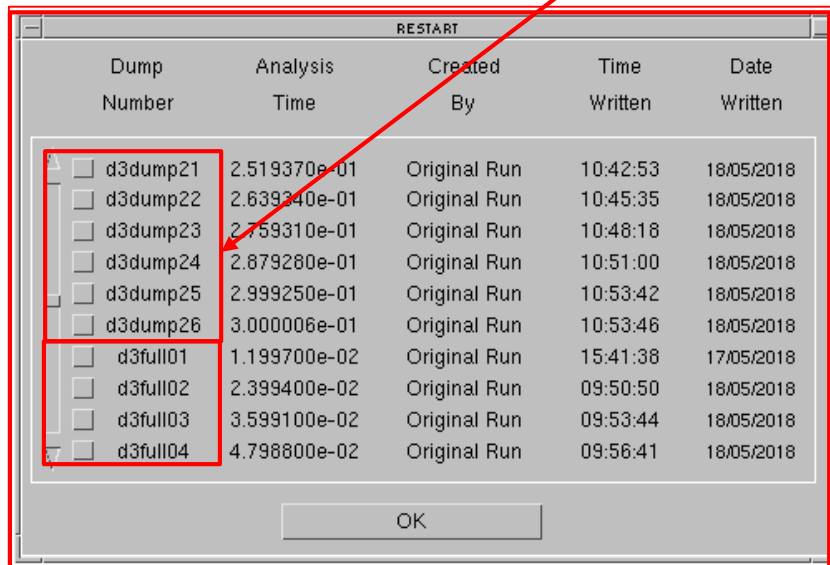 RESTART
Dump Analysis Created Time Date
Number Time By Written Written
d3dump21 2.519370e-01 Original Run 10:42:53 18/05/2018
d3dump22 2.639340e-01 Original Run 10:45:35 18/05/2018
d3dump23 2.759310e-01 Original Run 10:48:18 18/05/2018
d3dump24 2.879280e-01 Original Run 10:51:00 18/05/2018
d3dump25 2.999250e-01 Original Run 10:53:42 18/05/2018
d3dump26 3.000006e-01 Original Run 10:53:46 18/05/2018
d3full01 1.199700e-02 Original Run 15:41:38 17/05/2018
d3full02 2.399400e-02 Original Run 09:50:50 18/05/2018
d3full03 3.599100e-02 Original Run 09:53:44 18/05/2018
d3full04 4.798800e-02 Original Run 09:56:41 18/05/2018
OK